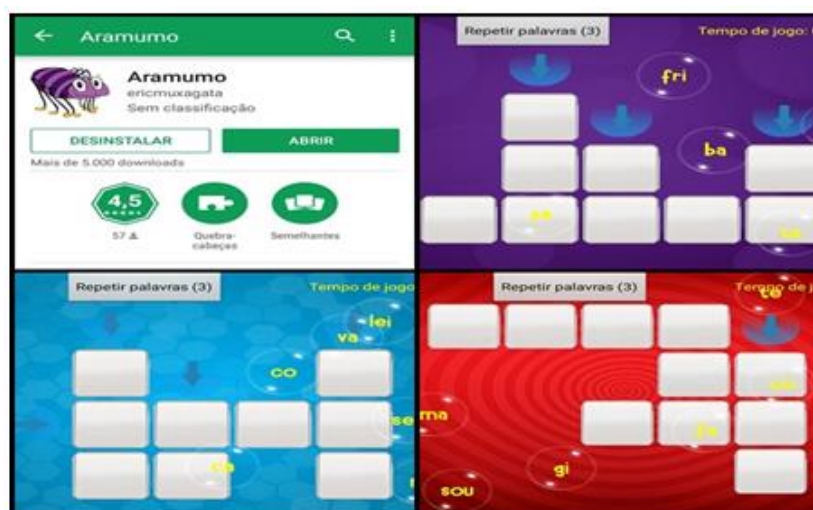 Aramumo
Aramumo
ericmuxagata
Sem classificação
DESINSTALAR
ABRIR
Mais de 5.000 downloads
4,5
57
Quebra-
cabeças
Semelhantes
Repetir palavras (3)
Tempo de jogo:
fri
ba
Repetir palavras (3)
Tempo de jogo
lei
va
co
se
Repetir palavras (3)
Tempo de j
te
ma
gi
sou